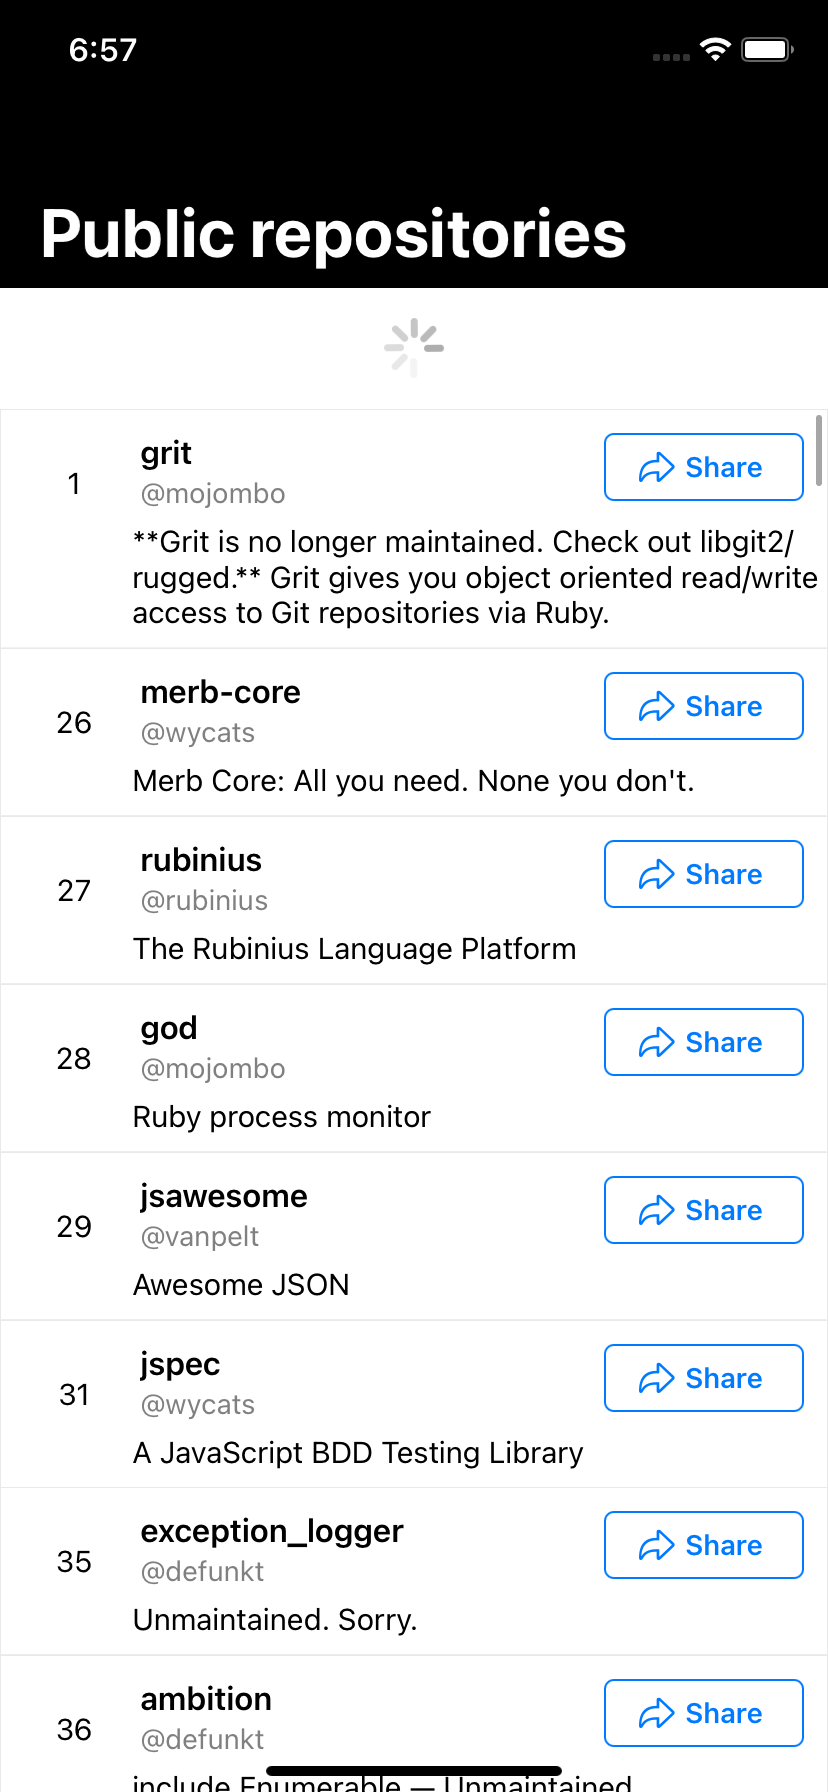 6:57
Public repositories
grit
Share
1
@mojombo
**Grit is no longer maintained. Check out libgit2/
rugged.** Grit gives you object oriented read/write
access to Git repositories via Ruby.
merb-core
Share
26
@wycats
Merb Core: All you need. None you don't.
rubinius
Share
27
@rubinius
The Rubinius Language Platform
god
Share
28
@mojombo
Ruby process monitor
jsawesome
Share
29
@vanpelt
Awesome JSON
jspec
Share
31
@wycats
A JavaScript BDD Testing Library
exception_logger
Share
35
@defunkt
Unmaintained. Sorry.
ambition
Share
36
@defunkt
include Enumerable — Unmaintained